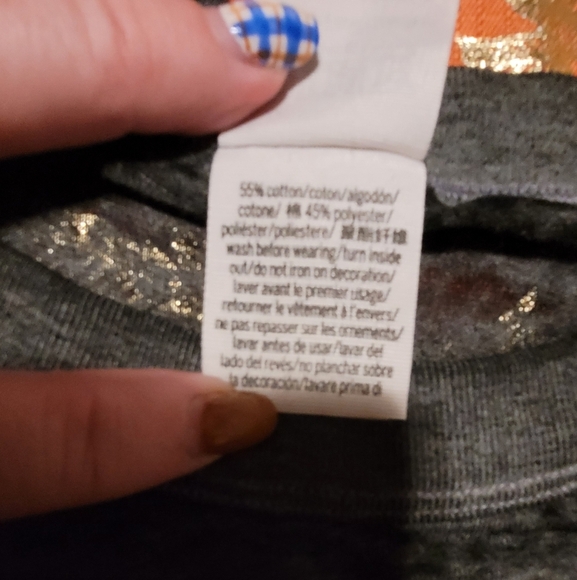 55% cotton/coton/algodón/
cotone/ 棉 45% polyester/
poliéster/poliestere/ 聚酯纤维
wash before wearing/turn inside
out/do not iron on decoration/
laver avant le premier usage/
retourner le vêtement à l'envers/
ne pas repasser sur les ornements/
lavar antes de usar/lavar del
lado del revés/no planchar sobre
la decoración/lavare prima di